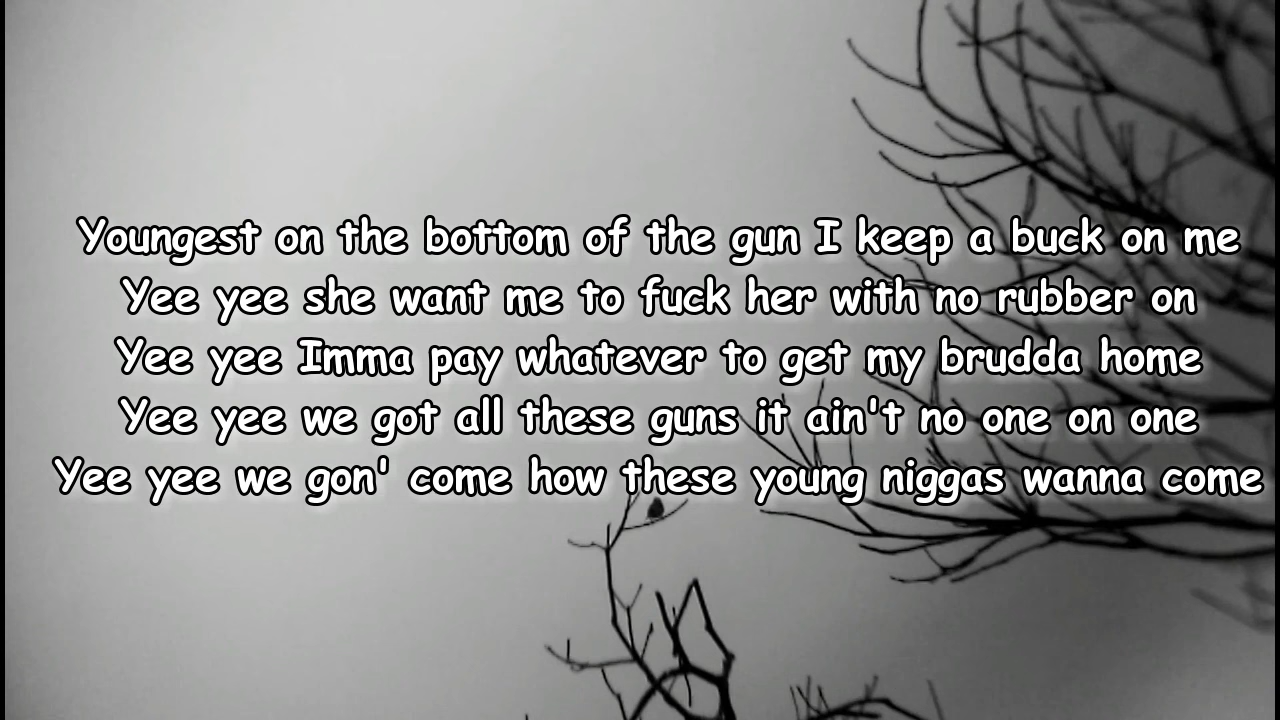 Youngest on the bottom of the gun I keep a buck on me
Yee yee she want me to fuck her with no rubber on
Yee yee Imma pay whatever to get my brudda home
Yee yee we got all these guns it ain't no one on one
Yee yee we gon' come how these young niggas wanna come